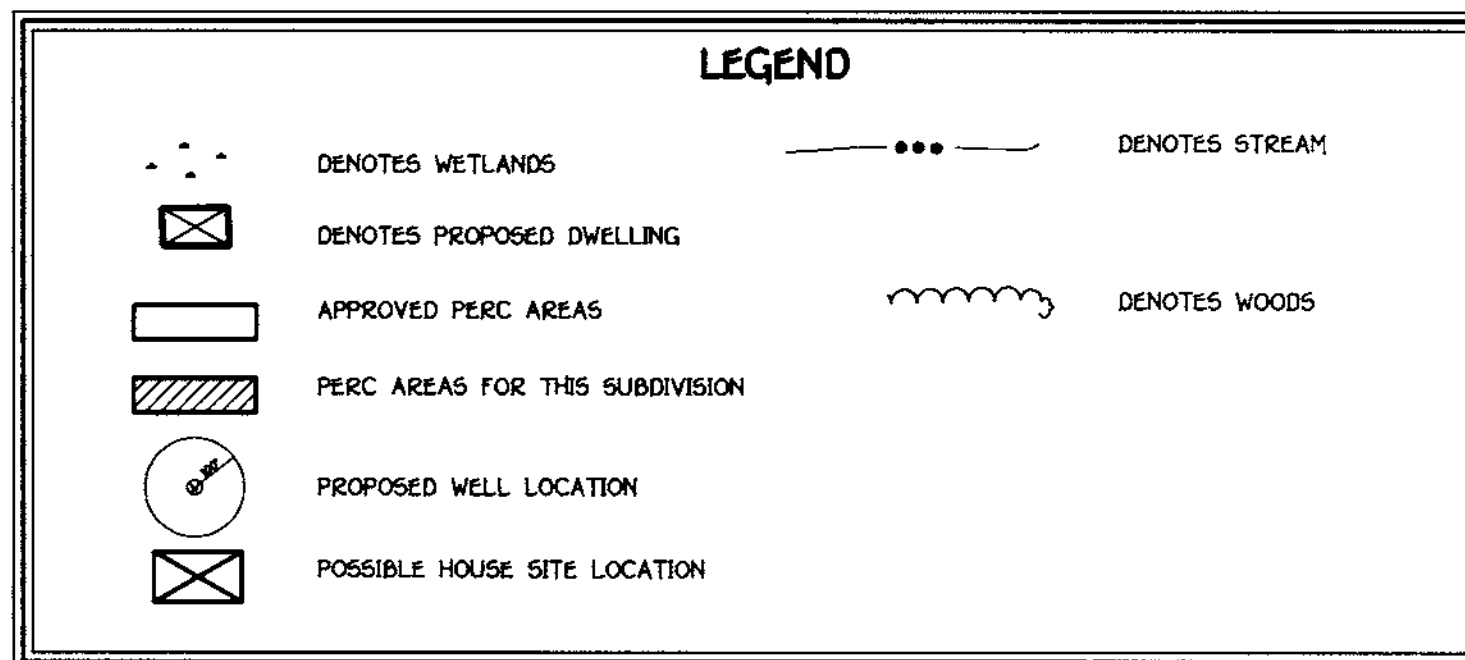 LEGEND
DENOTES WETLANDS
DENOTES PROPOSED DWELLING
APPROVED PERC AREAS
PERC AREAS FOR THIS SUBDIVISION
PROPOSED WELL LOCATION
POSSIBLE HOUSE SITE LOCATION
DENOTES STREAM
DENOTES WOODS